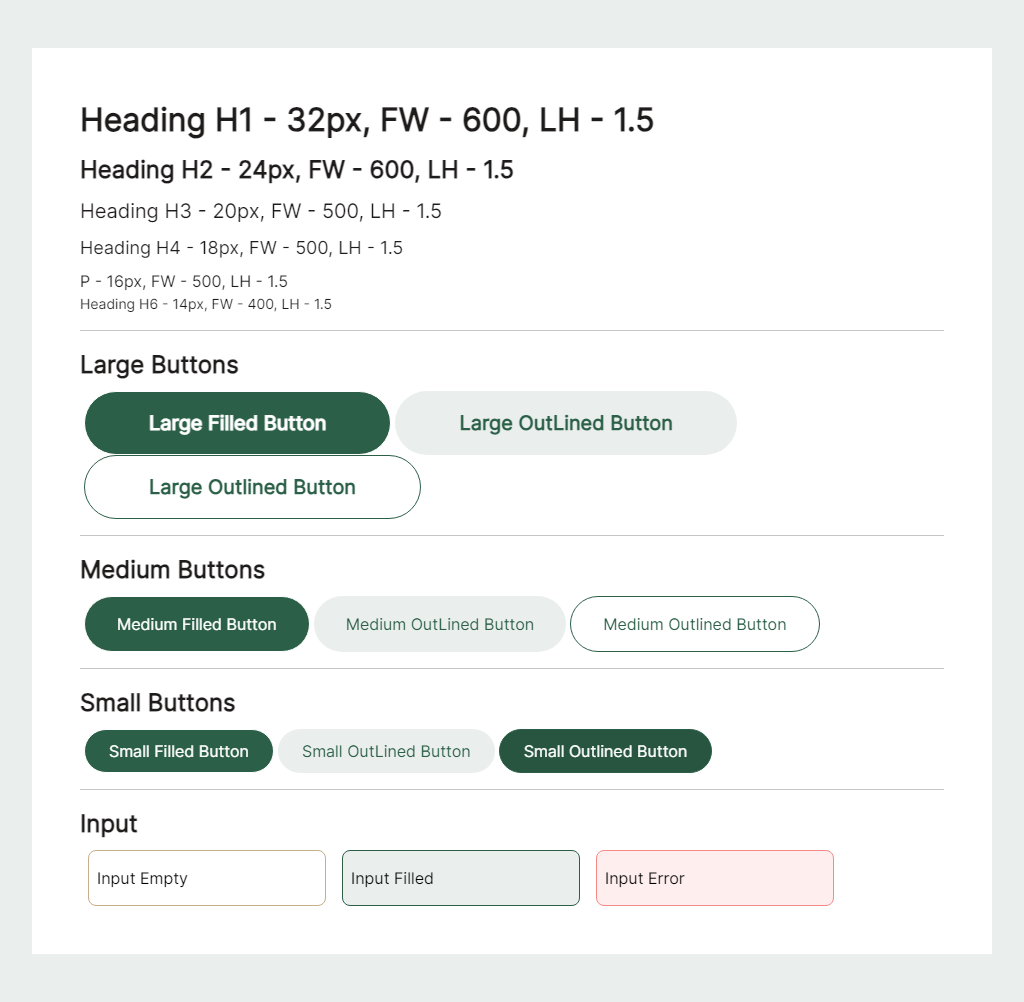 Heading H1 - 32px, FW - 600, LH - 1.5
Heading H2 - 24px, FW - 600, LH - 1.5
Heading H3 - 20px, FW - 500, LH - 1.5
Heading H4 - 18px, FW - 500, LH - 1.5
P - 16px, FW - 500, LH - 1.5
Heading H6 - 14px, FW - 400, LH - 1.5
Large Buttons
Large Filled Button Large OutLined Button
Large Outlined Button
Medium Buttons
Medium Filled Button Medium OutLined Button Medium Outlined Button
Small Buttons
Small Filled Button Small OutLined Button Small Outlined Button
Input
Input Empty Input Filled Input Error